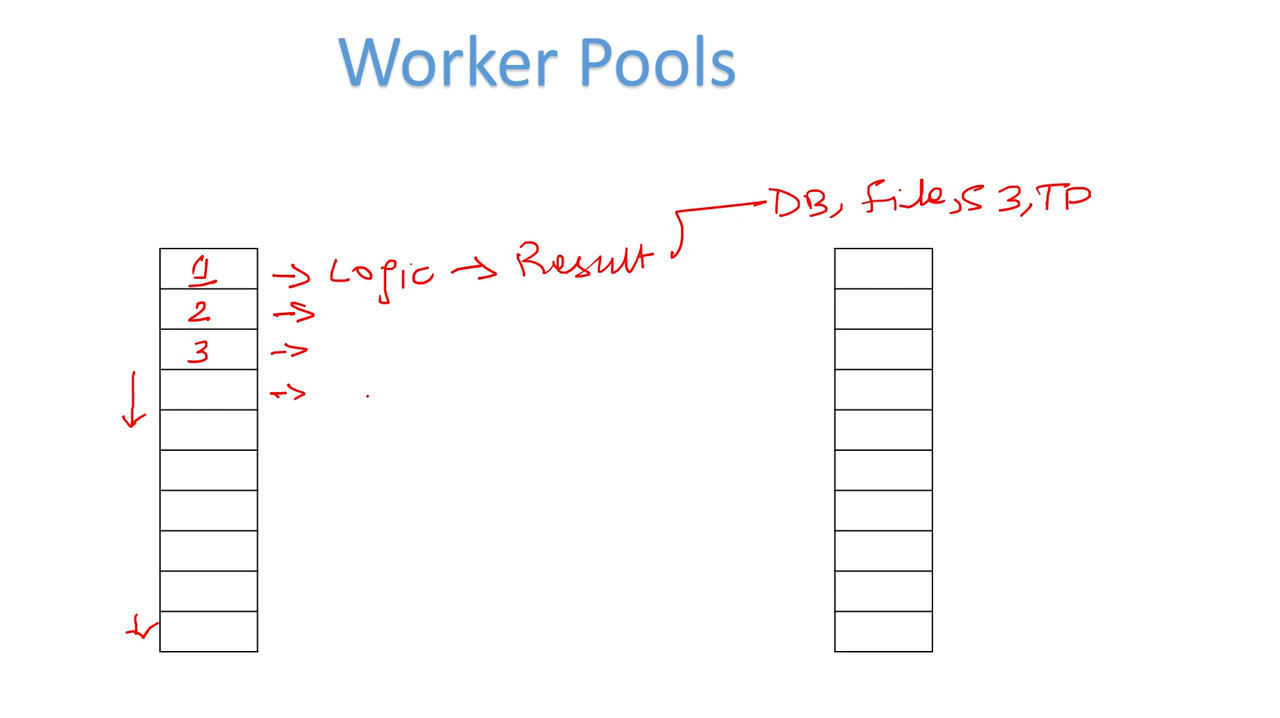 Worker Pools
DB, File, S3, TP
1 → Logic → Result
2 →
3 →
→